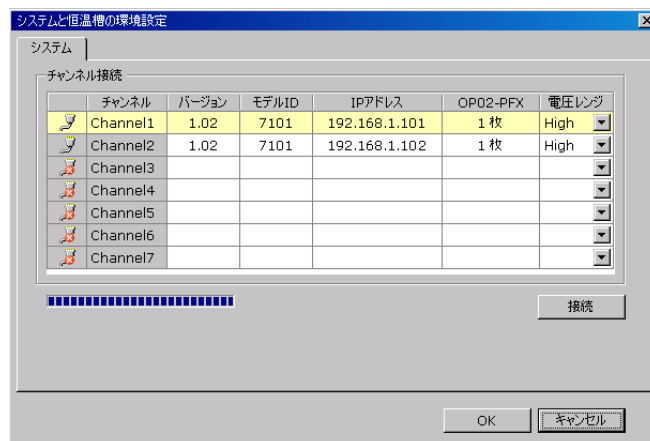 システムと恒温槽の環境設定
システム
チャンネル接続
チャンネル バージョン モデルID IPアドレス OP02-PFX 電圧レンジ
Channel1 1.02 7101 192.168.1.101 1 枚 High
Channel2 1.02 7101 192.168.1.102 1 枚 High
Channel3
Channel4
Channel5
Channel6
Channel7
接続
OK キャンセル